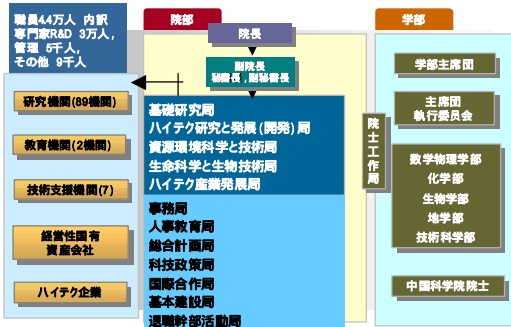 職員4.4万人 内訳
専門家R&D 3万人,
管理 5千人,
その他 9千人
研究機関(89機関)
教育機関(2機関)
技術支援機関(7)
経営性国有
資産会社
ハイテク企業
院部
院長
副院長
秘書長,副秘書長
基礎研究局
ハイテク研究と発展(開発)局
資源環境科学と技術局
生命科学と生物技術局
ハイテク産業発展局
事務局
人事教育局
総合計画局
科技政策局
国際合作局
基本建設局
退職幹部活動局
学部
学部主席団
主席団
執行委員会
院士工作局
数学物理学部
化学部
生物学部
地学部
技術科学部
中国科学院院士